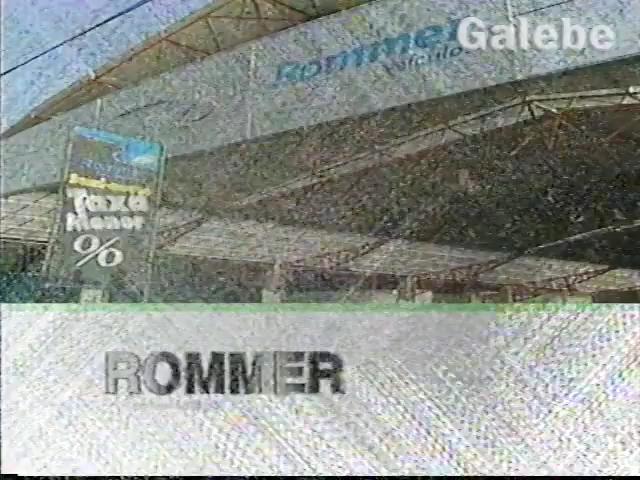 Galebe
Rommer
Taxa
Menor
%
ROMMER